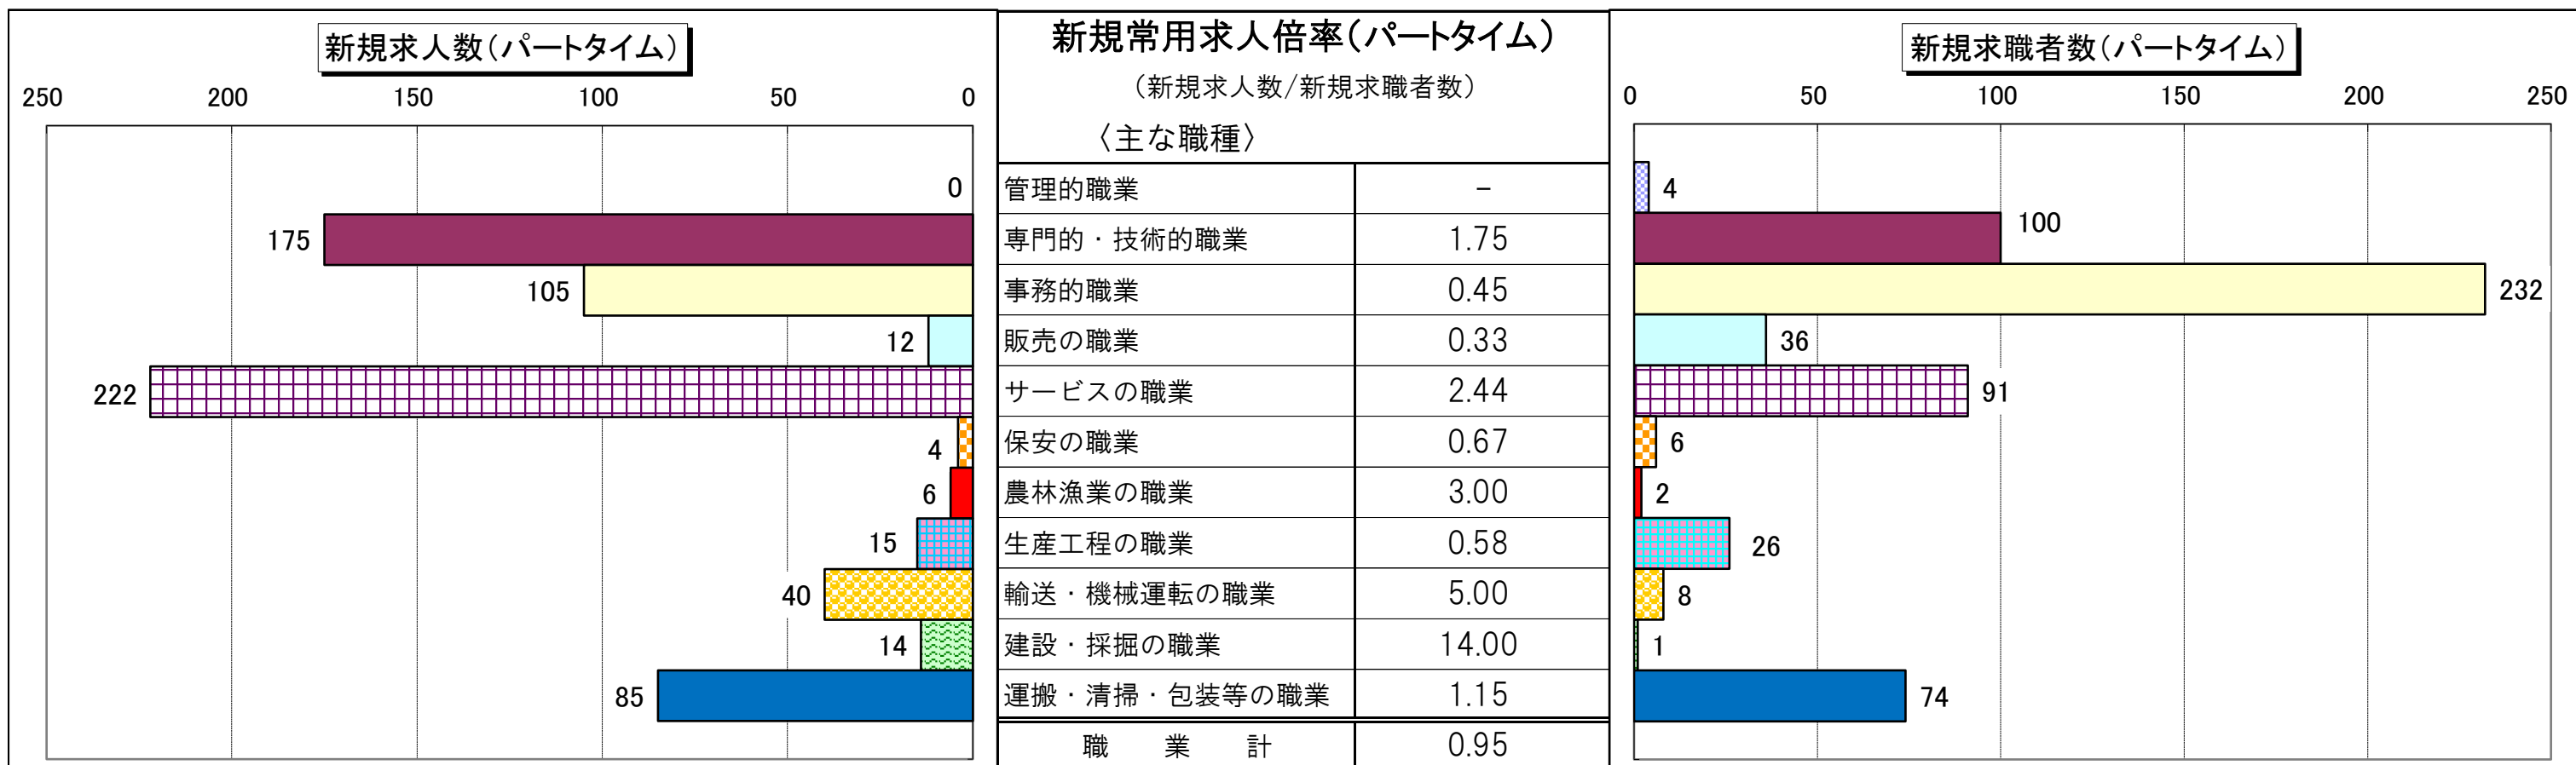 新規求人数(パートタイム)
250 200 150 100 50 0
0
175
105
12
222
4
6
15
40
14
85
新規常用求人倍率(パートタイム)
(新規求人数/新規求職者数)
〈主な職種〉
管理的職業 －
専門的・技術的職業 1.75
事務的職業 0.45
販売の職業 0.33
サービスの職業 2.44
保安の職業 0.67
農林漁業の職業 3.00
生産工程の職業 0.58
輸送・機械運転の職業 5.00
建設・採掘の職業 14.00
運搬・清掃・包装等の職業 1.15
職　業　計 0.95
新規求職者数(パートタイム)
0 50 100 150 200 250
4
100
232
36
91
6
2
26
8
1
74